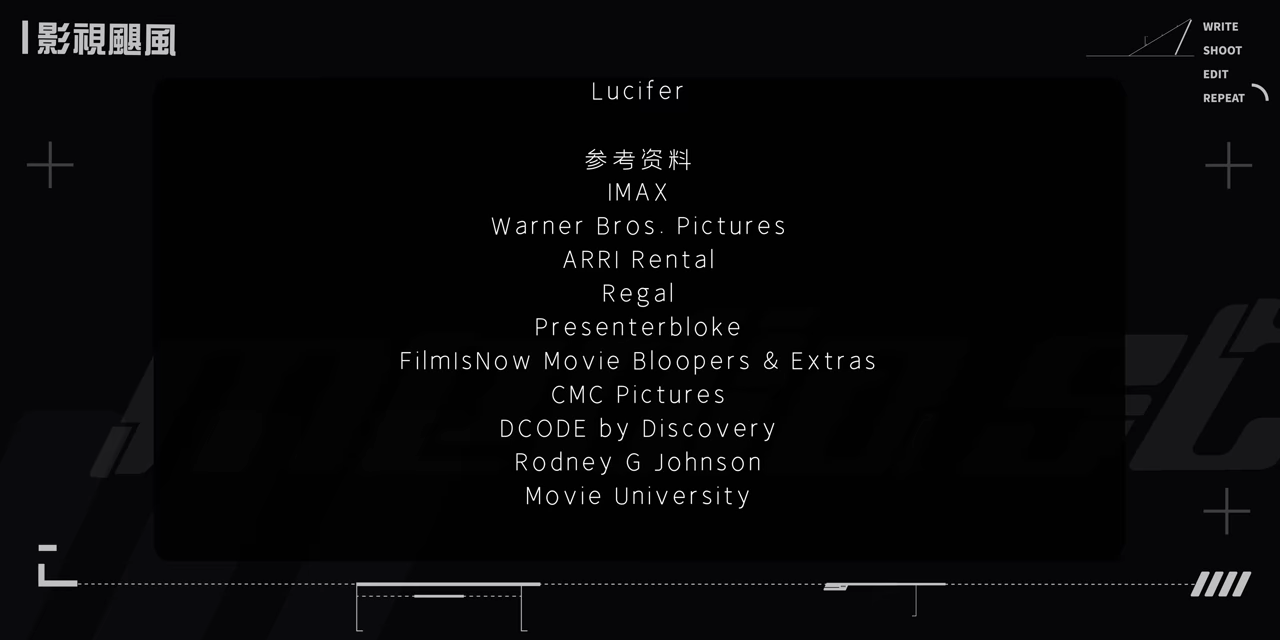 影視颶風
WRITE
SHOOT
EDIT
REPEAT
Lucifer
参考资料
IMAX
Warner Bros. Pictures
ARRI Rental
Regal
Presenterbloke
FilmIsNow Movie Bloopers & Extras
CMC Pictures
DCODE by Discovery
Rodney G Johnson
Movie University